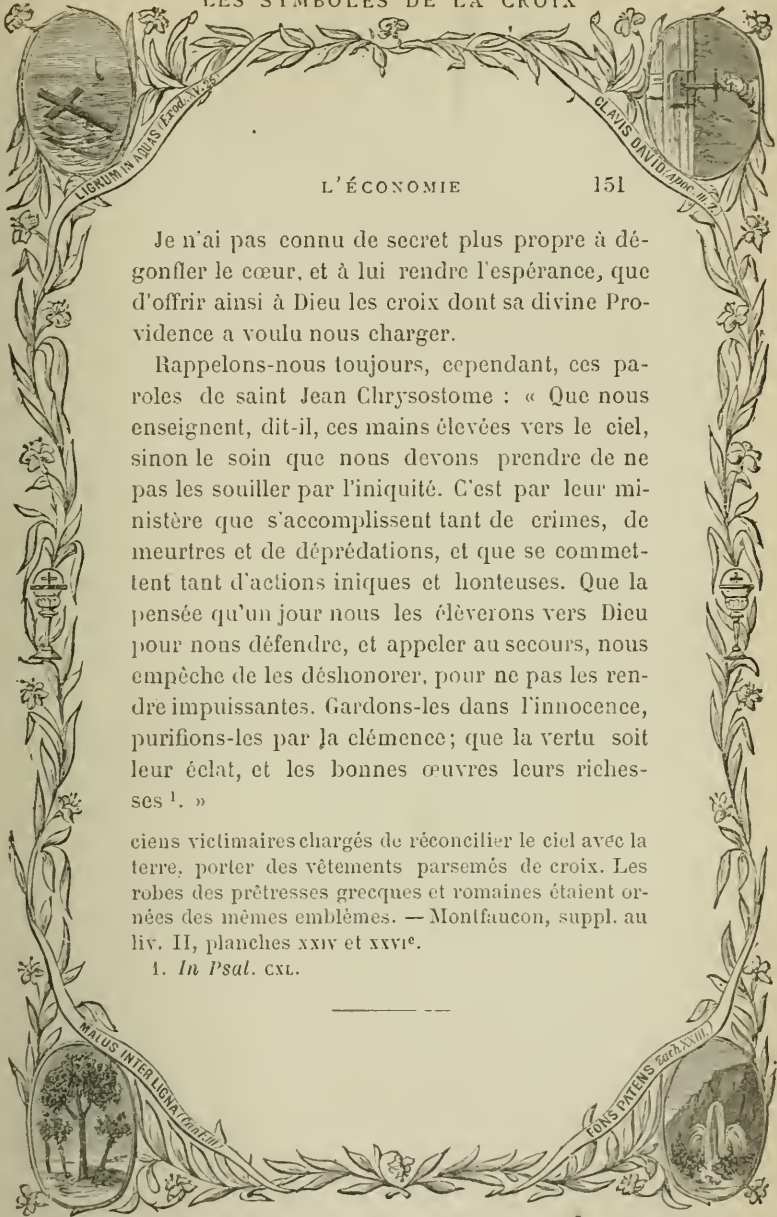 LES SYMBOLES DE LA CROIX
LIGNUM IN AQUAS (Exod. XV. 25)
CLAVIS DAVID (Apoc. III. 7.)
L'ÉCONOMIE 151
Je n'ai pas connu de secret plus propre à dé-
gonfler le cœur, et à lui rendre l'espérance, que
d'offrir ainsi à Dieu les croix dont sa divine Pro-
vidence a voulu nous charger.
Rappelons-nous toujours, cependant, ces pa-
roles de saint Jean Chrysostome : « Que nous
enseignent, dit-il, ces mains élevées vers le ciel,
sinon le soin que nous devons prendre de ne
pas les souiller par l'iniquité. C'est par leur mi-
nistère que s'accomplissent tant de crimes, de
meurtres et de déprédations, et que se commet-
tent tant d'actions iniques et honteuses. Que la
pensée qu'un jour nous les élèverons vers Dieu
pour nous défendre, et appeler au secours, nous
empêche de les déshonorer, pour ne pas les ren-
dre impuissantes. Gardons-les dans l'innocence,
purifions-les par la clémence; que la vertu soit
leur éclat, et les bonnes œuvres leurs riches-
ses ¹. »
ciens victimaires chargés de réconcilier le ciel avec la
terre, porter des vêtements parsemés de croix. Les
robes des prêtresses grecques et romaines étaient or-
nées des mêmes emblèmes. — Montfaucon, suppl. au
liv. II, planches XXIV et XXVIe.
1. In Psal. CXL.
MALUS INTER LIGNA (Cant. II)
FONS PATENS Zach. XXIII.)